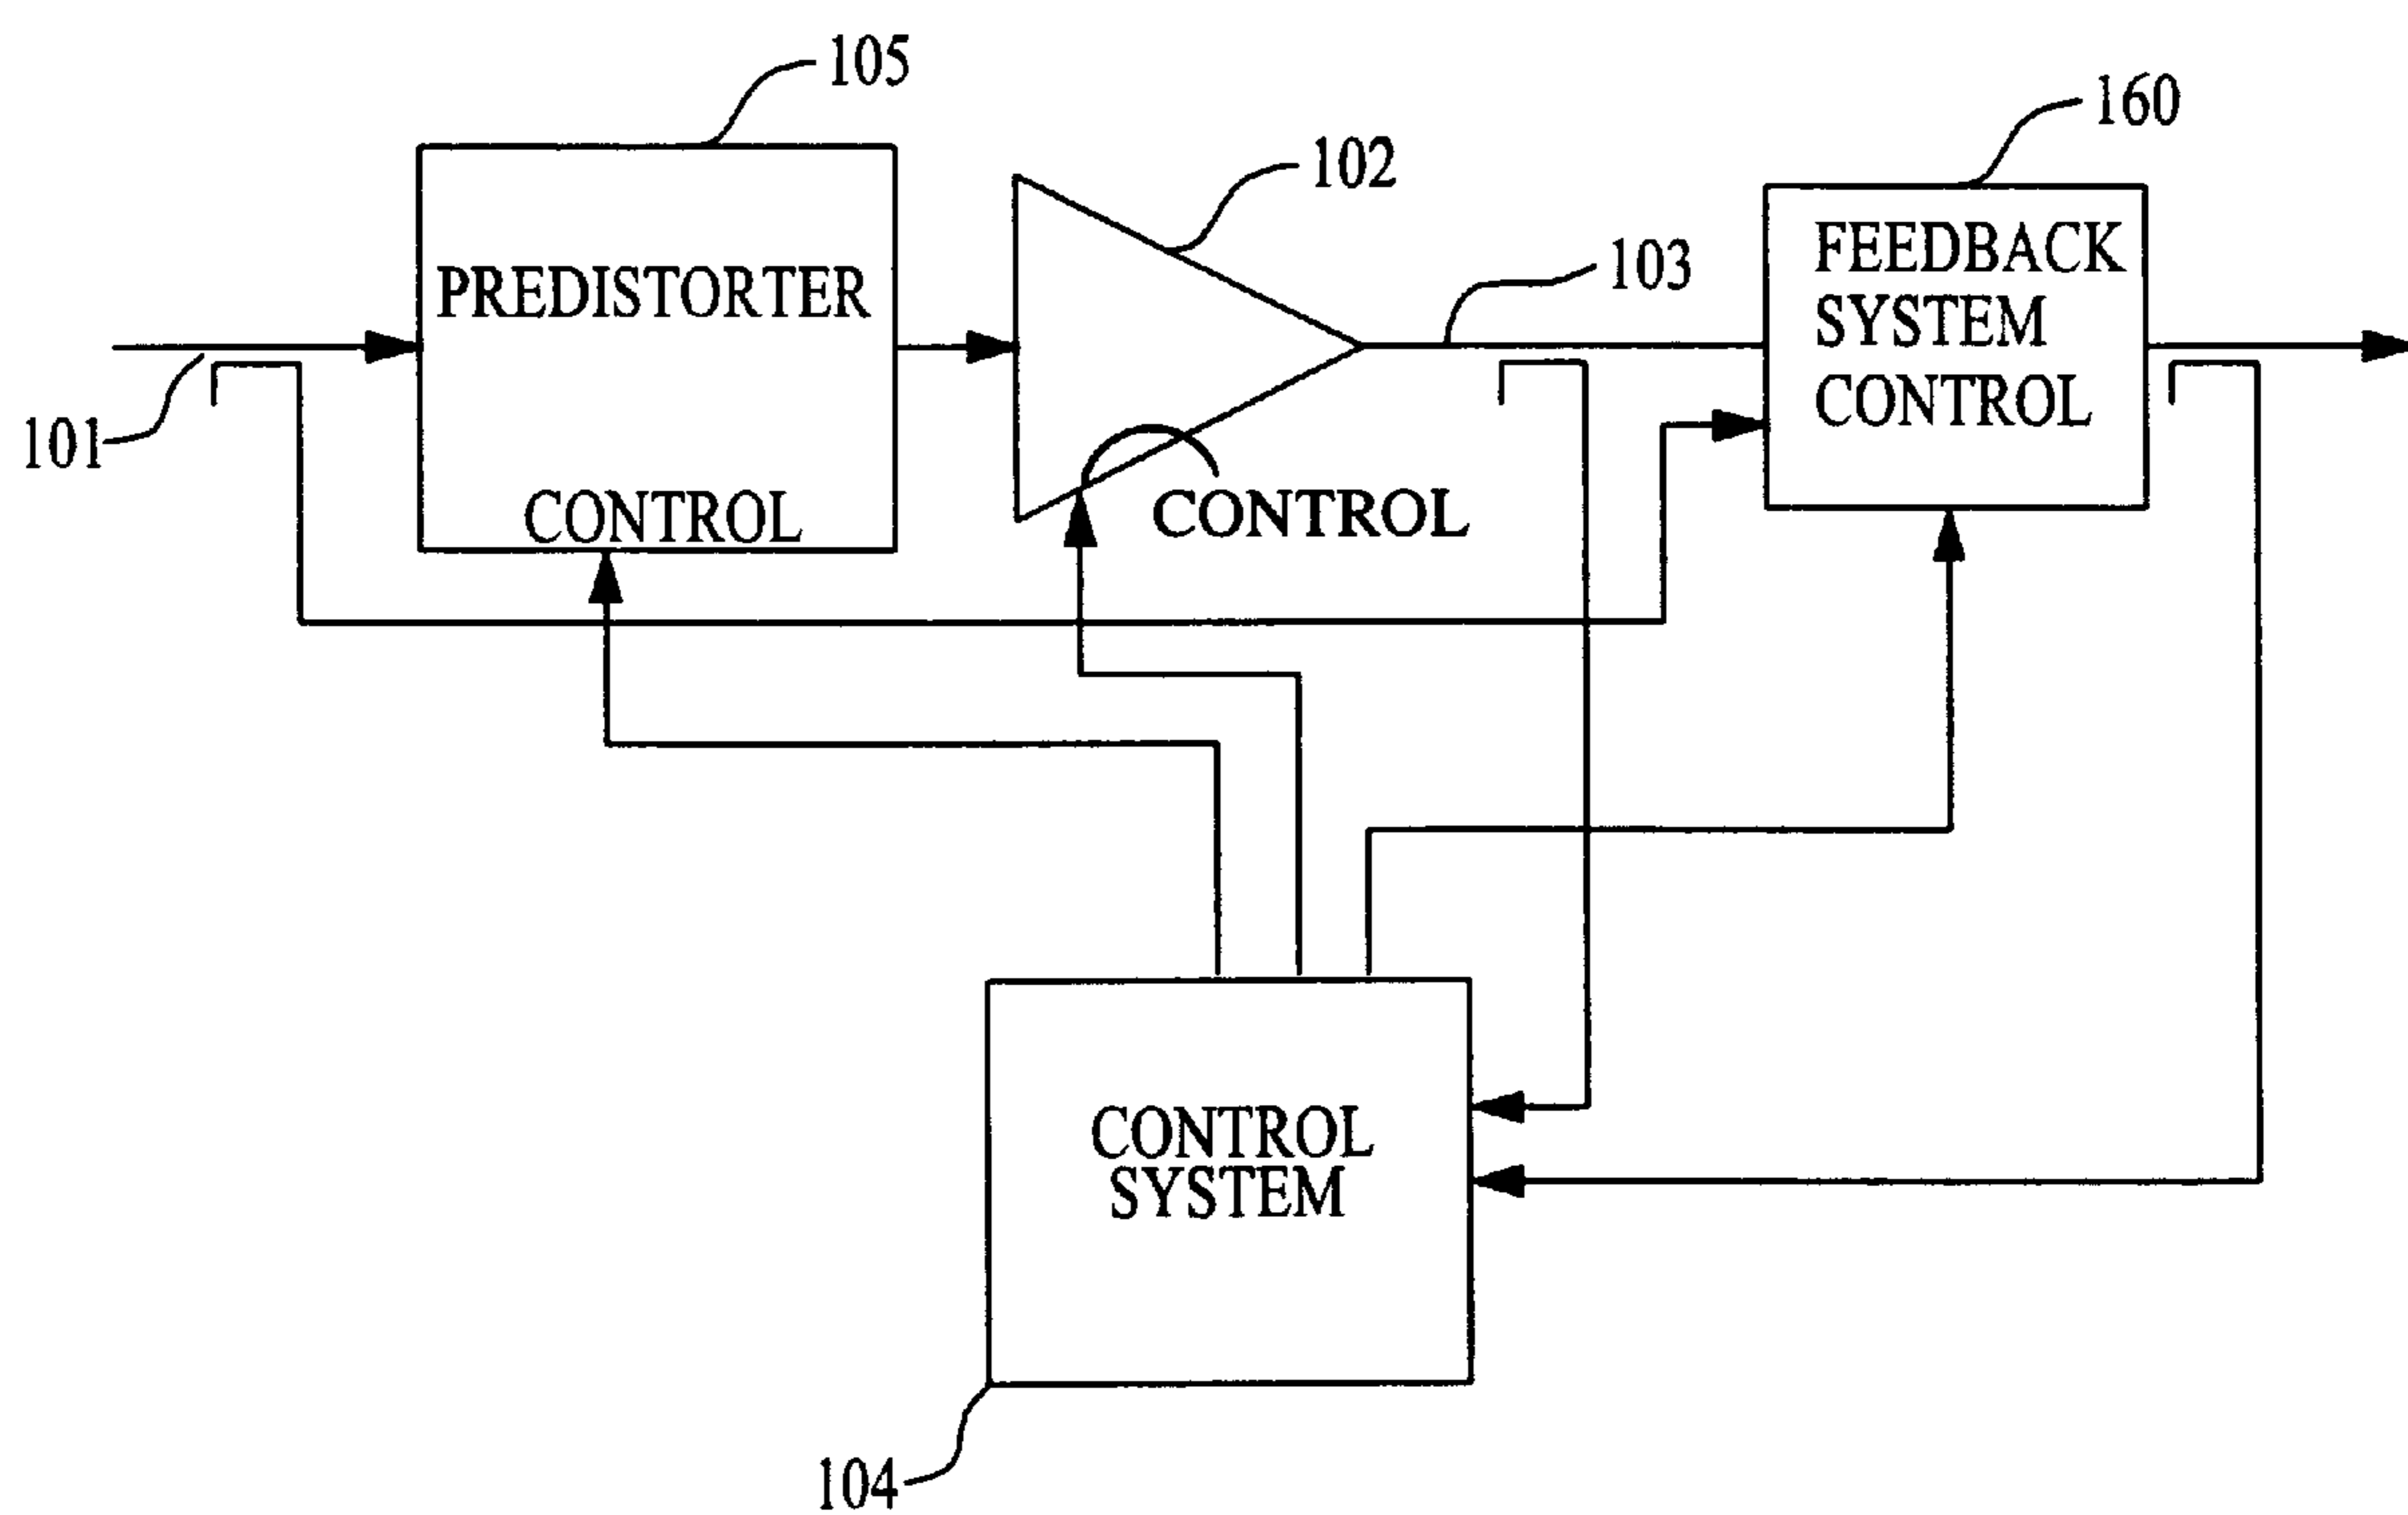 105
160
102
103
PREDISTORTER
FEEDBACK
SYSTEM
CONTROL
101
CONTROL
CONTROL
CONTROL
SYSTEM
104